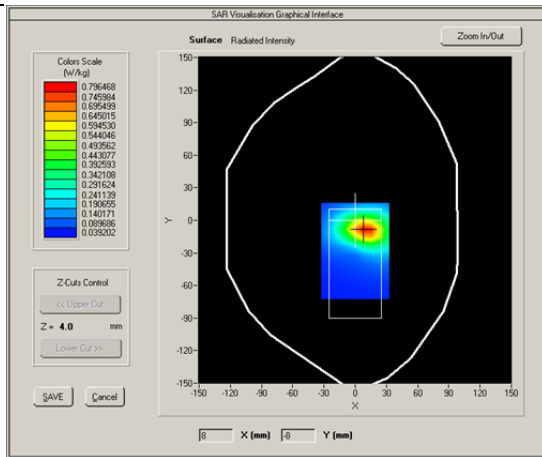 SAR Visualisation Graphical Interface
Surface Radiated Intensity
Zoom In/Out
Colors Scale
(W/kg)
0.796468
0.745984
0.695499
0.645015
0.594530
0.544046
0.493562
0.443077
0.392593
0.342108
0.291624
0.241139
0.190655
0.140171
0.089686
0.039202
Z-Cuts Control
<< Upper Cut
Z = 4.0 mm
Lower Cut >>
SAVE Cancel
150-
120-
90-
60-
30-
0-
-30-
-60-
-90-
-120-
-150-
Y
-150 -120 -90 -60 -30 0 30 60 90 120 150
X
8 X (mm) -8 Y (mm)